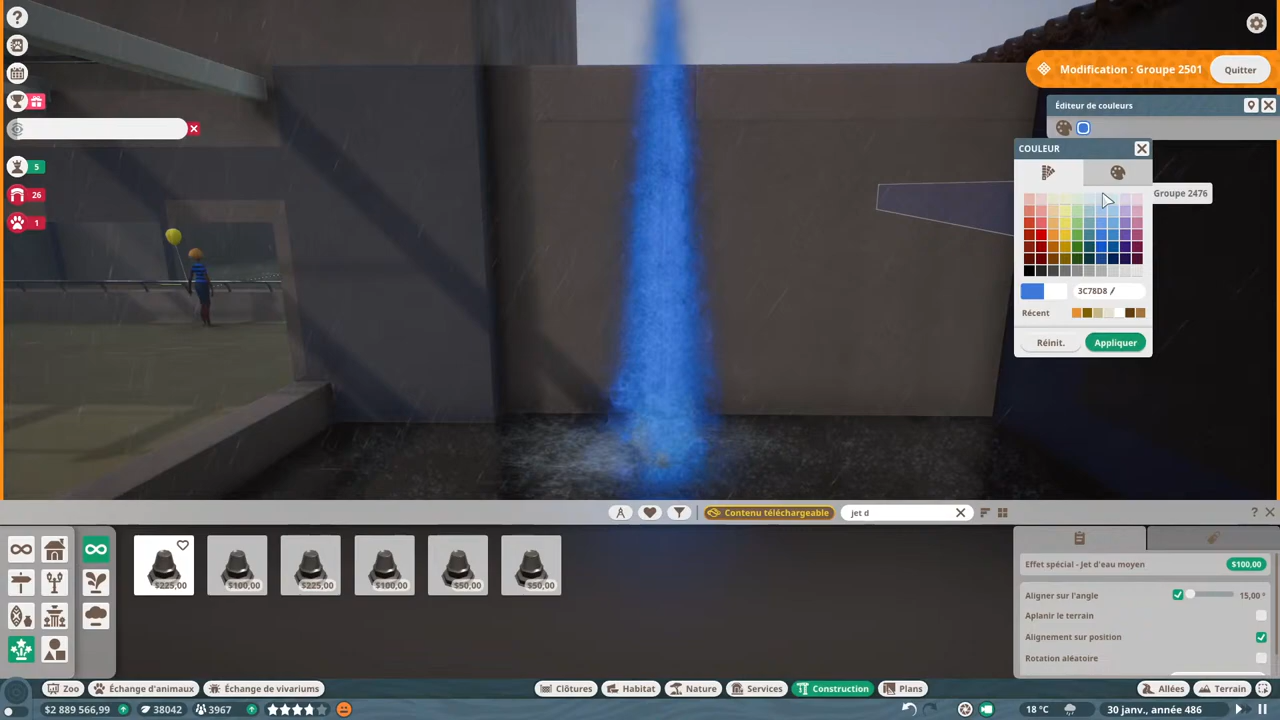 ?
Modification : Groupe 2501
Quitter
Éditeur de couleurs
COULEUR
5
26
1
Groupe 2476
3C78D8
Récent
Réinit.
Appliquer
Contenu téléchargeable
jet d
?
$225,00
$100,00
$225,00
$100,00
$50,00
$50,00
Effet spécial - Jet d'eau moyen
$100,00
Aligner sur l'angle
15,00 °
Aplanir le terrain
Alignement sur position
Rotation aléatoire
Zoo
Échange d'animaux
Échange de vivariums
Clôtures
Habitat
Nature
Services
Construction
Plans
Allées
Terrain
$2 889 566,99
38042
3967
18 °C
30 janv., année 486